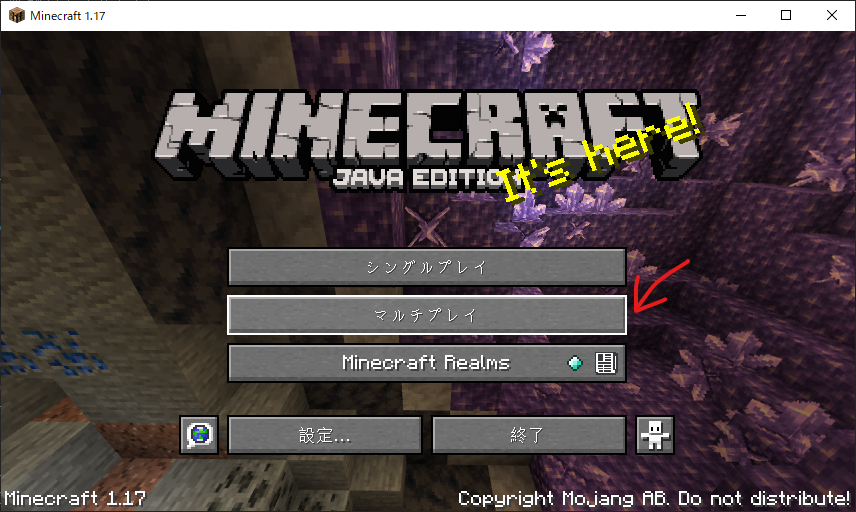 Minecraft 1.17
MINECRAFT
JAVA EDITION
It's here!
シングルプレイ
マルチプレイ
Minecraft Realms
設定...
終了
Minecraft 1.17
Copyright Mojang AB. Do not distribute!